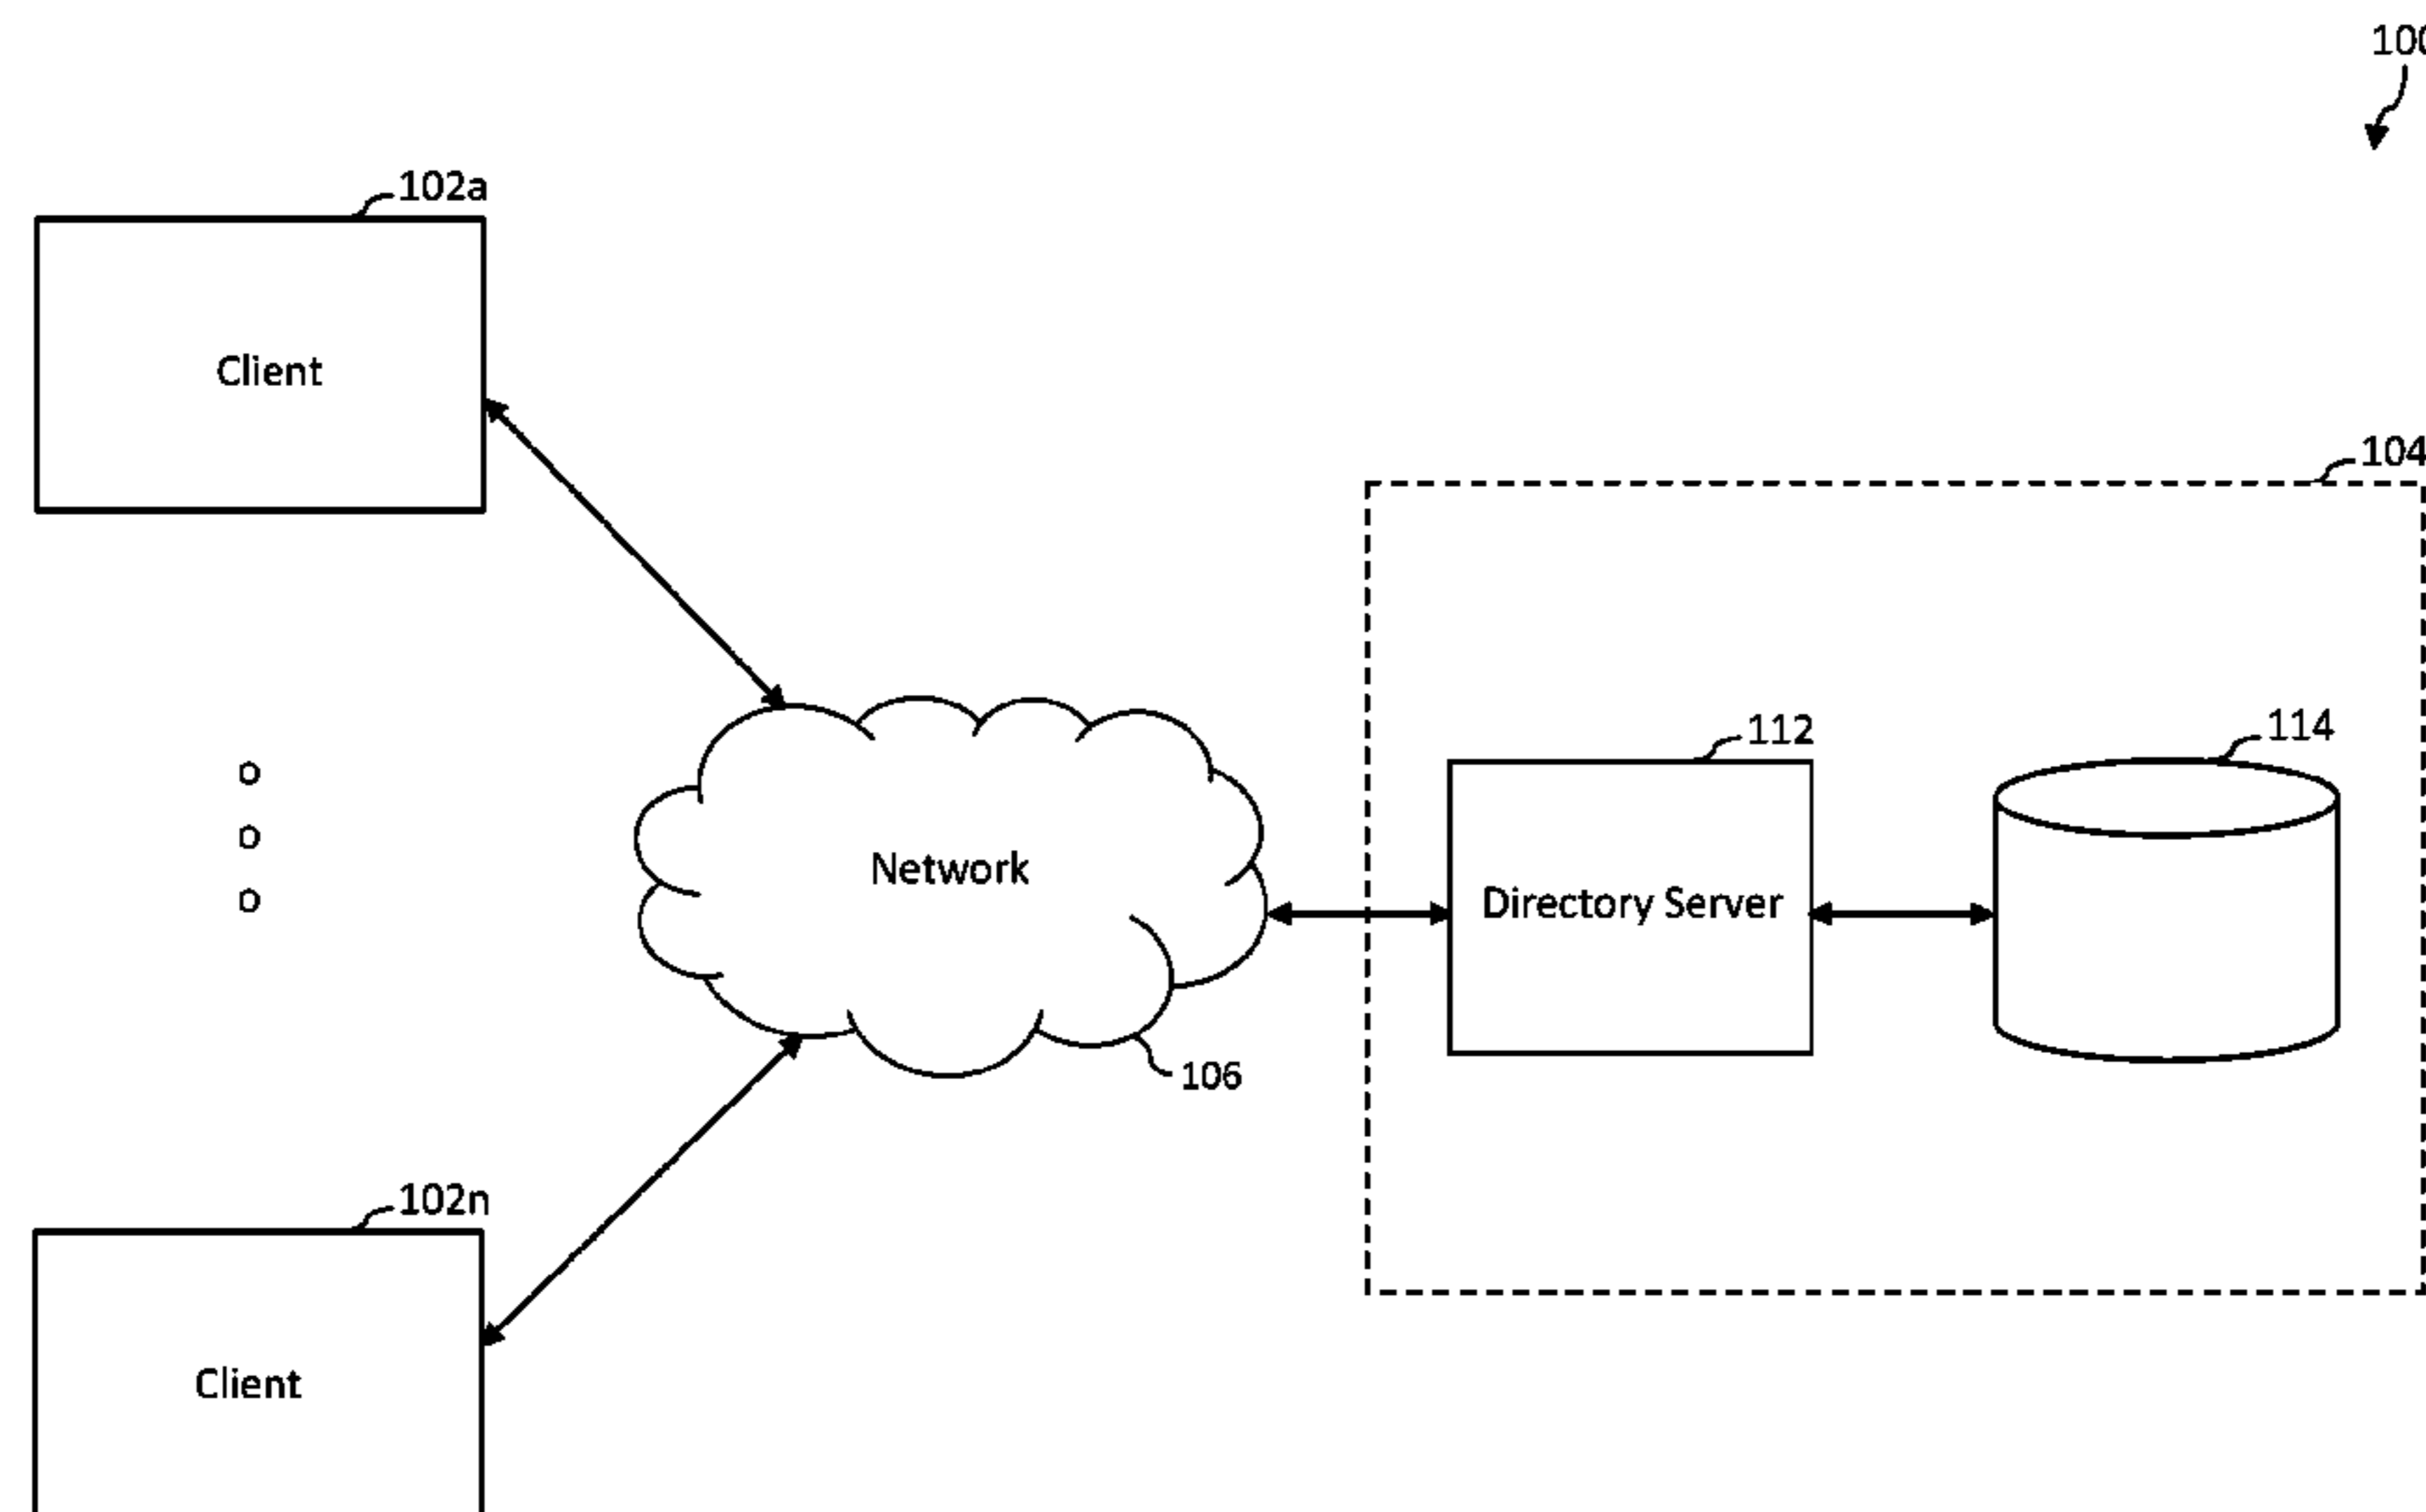 100
102a
Client
104
112
114
o
o
o
Network
Directory Server
106
102n
Client